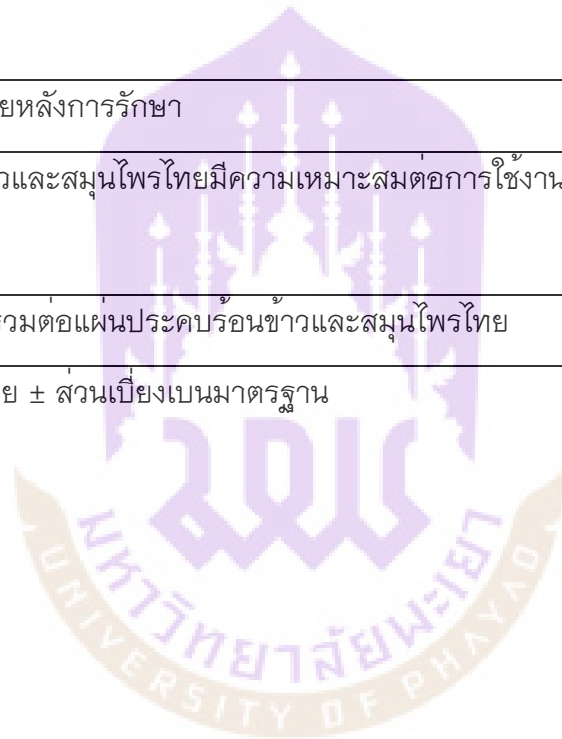 ยหลังการรักษา
วและสมุนไพรไทยมีความเหมาะสมต่อการใช้งาน
รวมต่อแผ่นประคบร้อนข้าวและสมุนไพรไทย
ย ± ส่วนเบี่ยงเบนมาตรฐาน
มพ
มหาวิทยาลัยพะเยา
UNIVERSITY OF PHAYAO